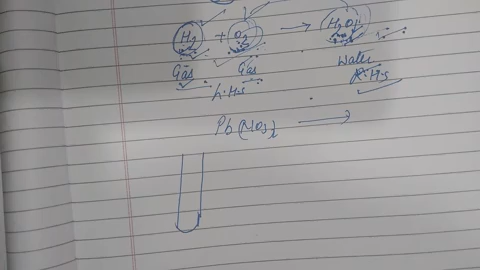 H2 + O2 → H2O
Gas Gas Water
L.H.S R.H.S
Pb(NO3)2 →